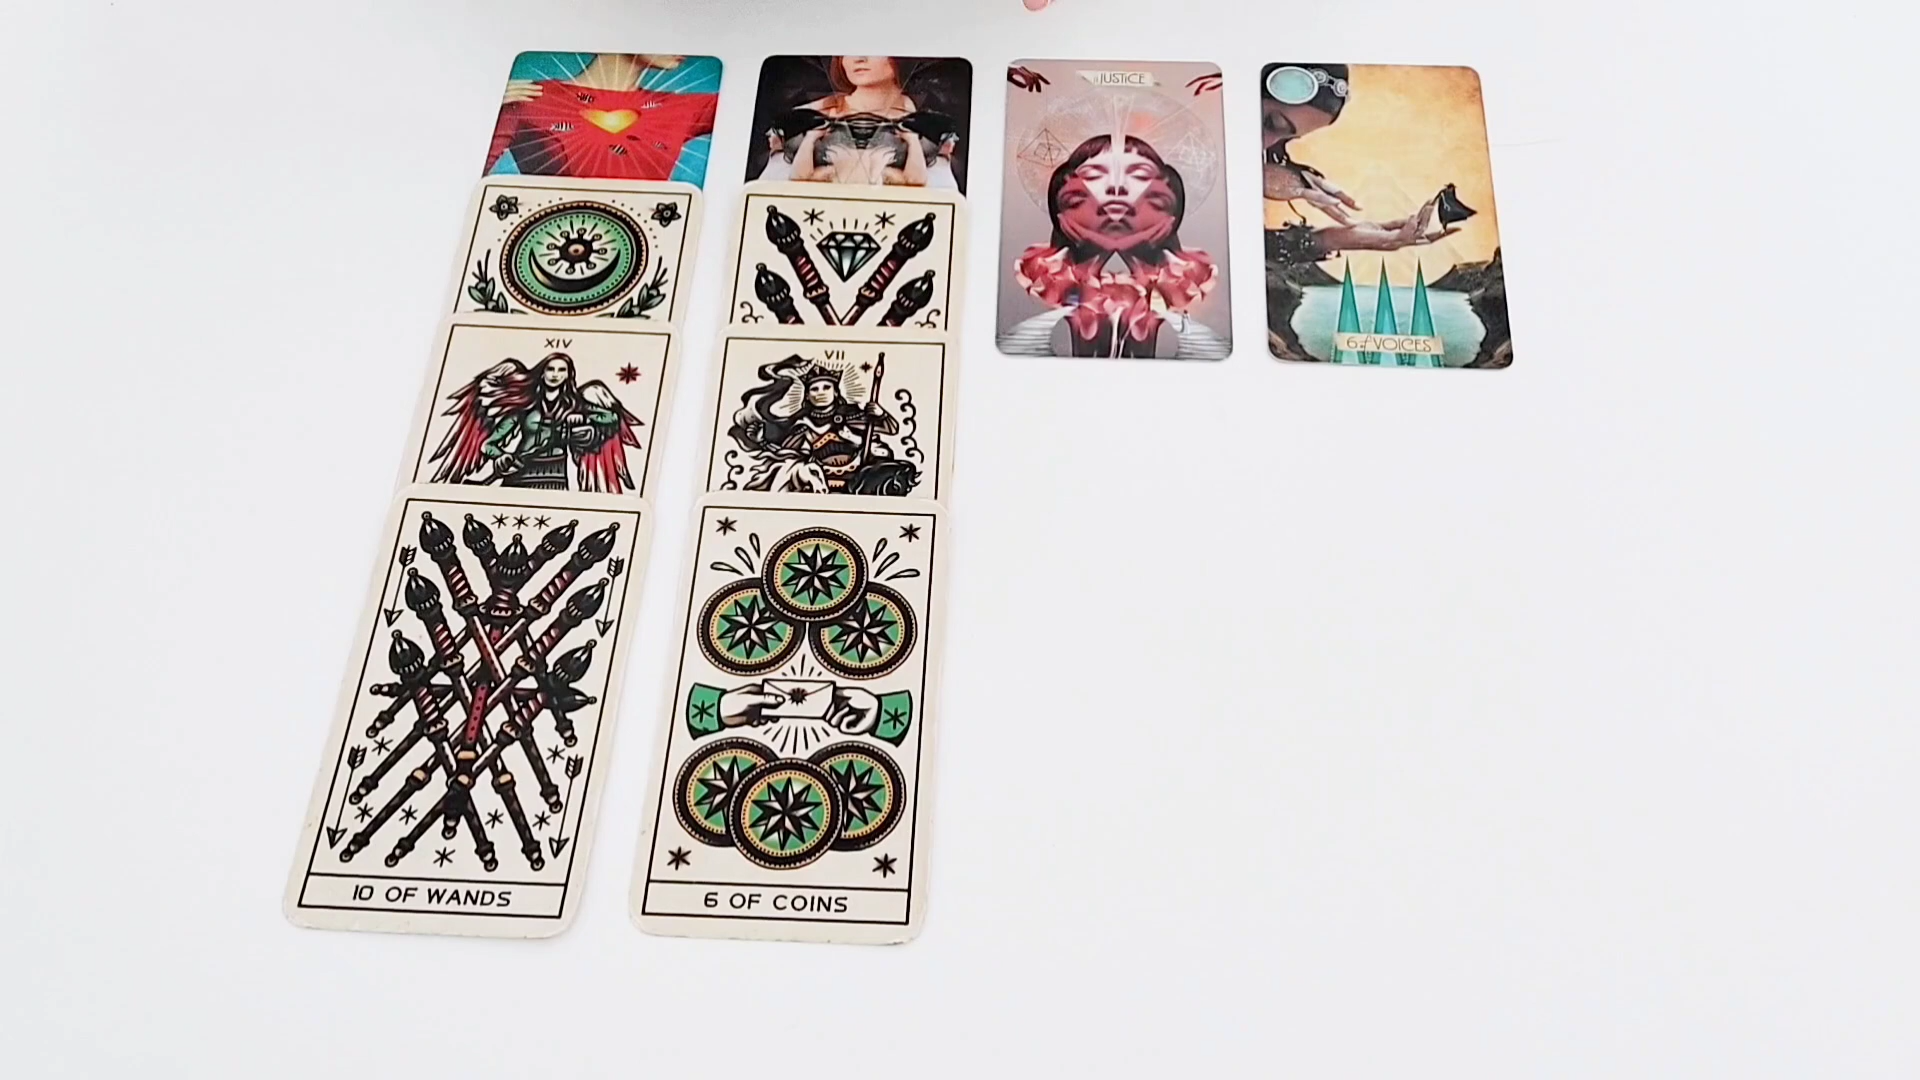 JUSTICE
6 of VOICES
XIV
VII
10 OF WANDS
6 OF COINS